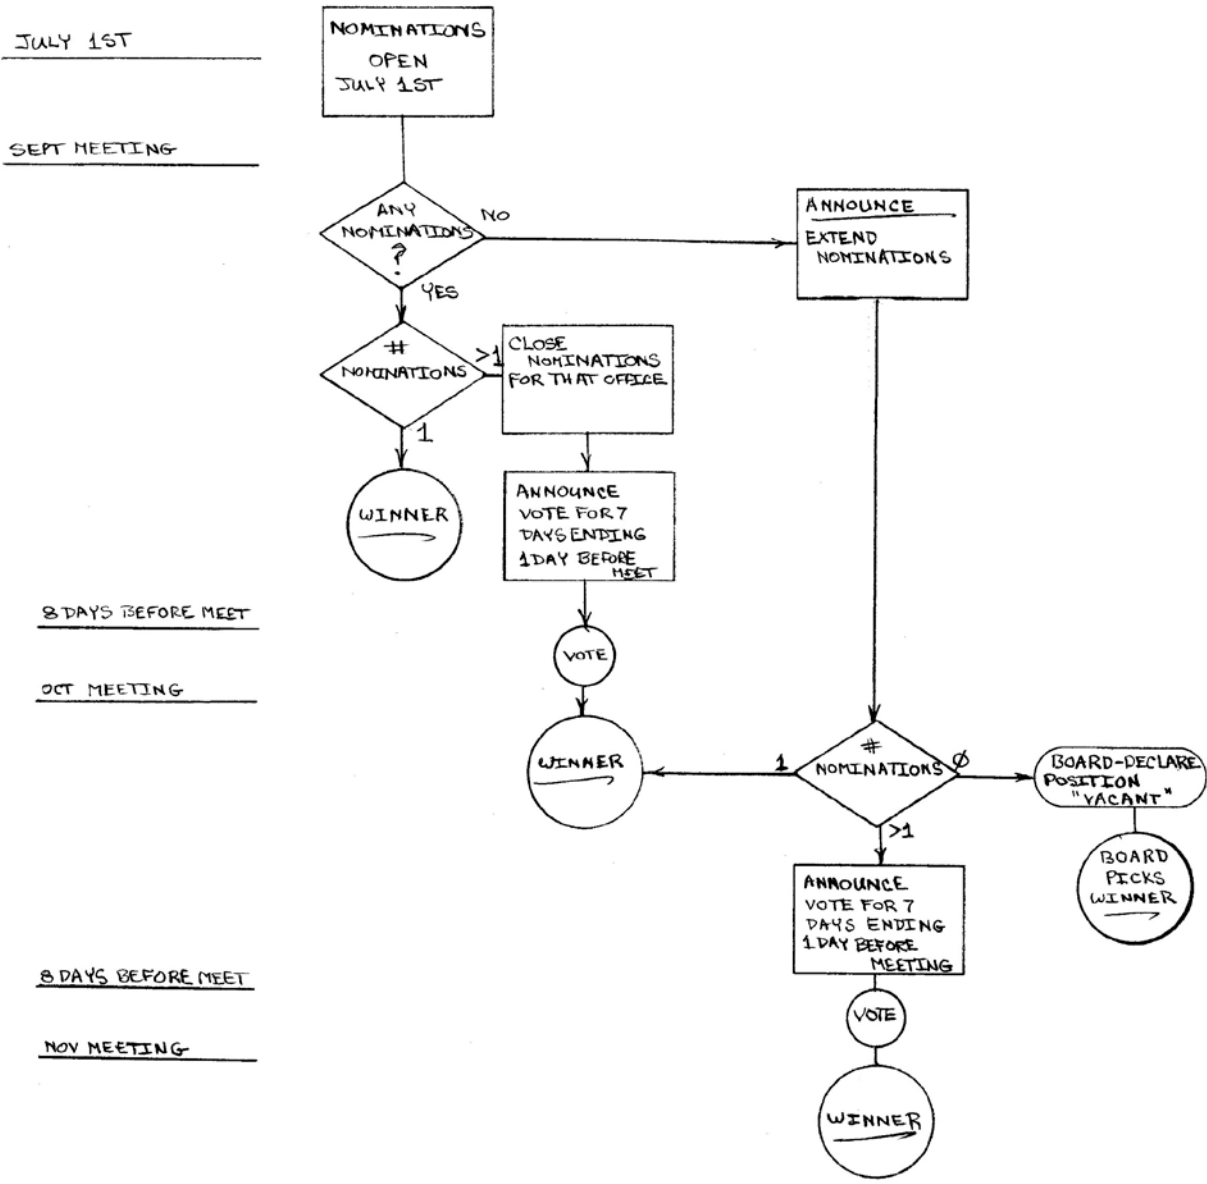 JULY 1ST
NOMINATIONS
OPEN
JULY 1ST
SEPT MEETING
ANY
NOMINATIONS
?
NO
YES
ANNOUNCE
EXTEND
NOMINATIONS
#
NOMINATIONS
>1
1
CLOSE
NOMINATIONS
FOR THAT OFFICE
WINNER
ANNOUNCE
VOTE FOR 7
DAYS ENDING
1 DAY BEFORE
MEET
8 DAYS BEFORE MEET
VOTE
OCT MEETING
WINNER
1
#
NOMINATIONS
Ø
>1
BOARD-DECLARE
POSITION
"VACANT"
BOARD
PICKS
WINNER
ANNOUNCE
VOTE FOR 7
DAYS ENDING
1 DAY BEFORE
MEETING
8 DAYS BEFORE MEET
VOTE
NOV MEETING
WINNER